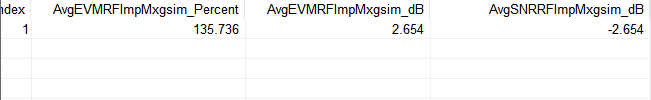 ndex AvgEVMRFImpMxgsim_Percent AvgEVMRFImpMxgsim_dB AvgSNRRFImpMxgsim_dB
1 135.736 2.654 -2.654